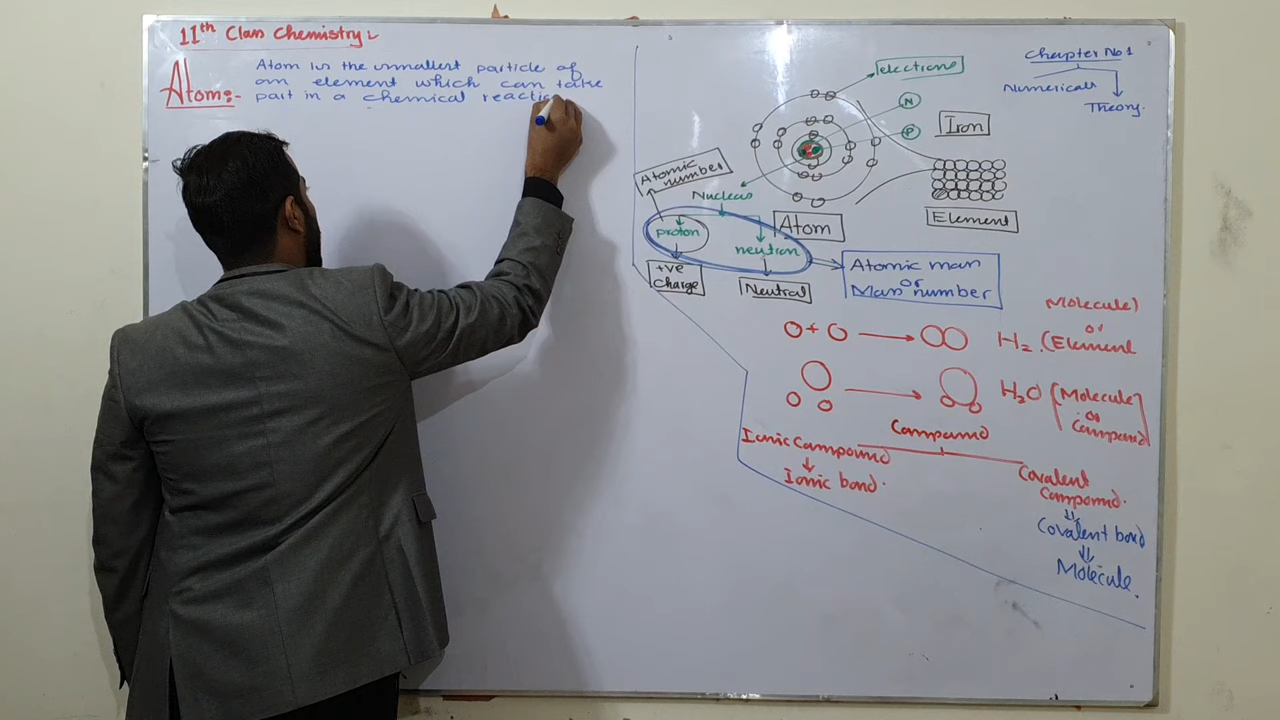 11th Class Chemistry:
Atom:-
Atom is the smallest particle of
an element which can take
part in a chemical reactio
electrons
N
P
Iron
Chapter No 1
Numericals
Theory.
Atomic
number
Nucleus
Atom
Element
proton
neutron
+ve
Charge
Neutral
Atomic mass
or
Mass number
+
H2 (Element
or
Molecule)
H2O (Molecule
or
Compound
Compound
Ionic Compound
Ionic bond.
Covalent
Compound.
Covalent bond
Molecule.